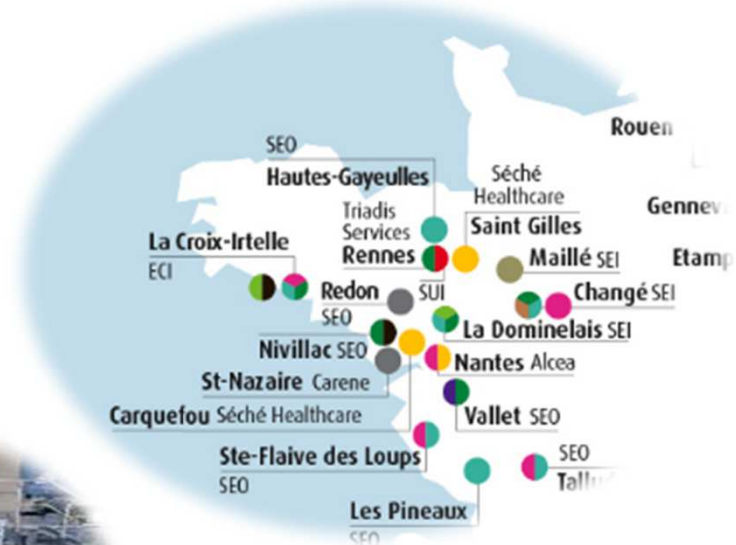 Rouen
SEO
Hautes-Gayeulles
Séché
Healthcare
Saint Gilles
Triadis
Services
Rennes
SUI
La Croix-Irtelle
ECI
Maillé SEI
Changé SEI
Redon
SEO
La Dominelais SEI
Nivillac SEO
Nantes Alcea
St-Nazaire Carene
Carquefou Séché Healthcare
Vallet SEO
Ste-Flaive des Loups
SEO
SEO
Les Pineaux
SEO